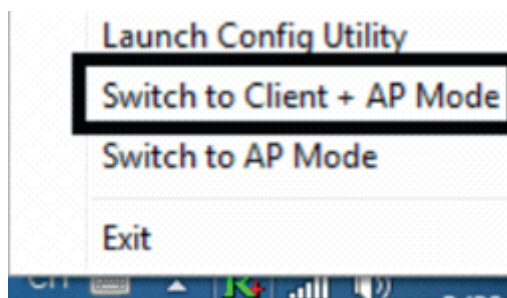 Launch Config Utility
Switch to Client + AP Mode
Switch to AP Mode
Exit